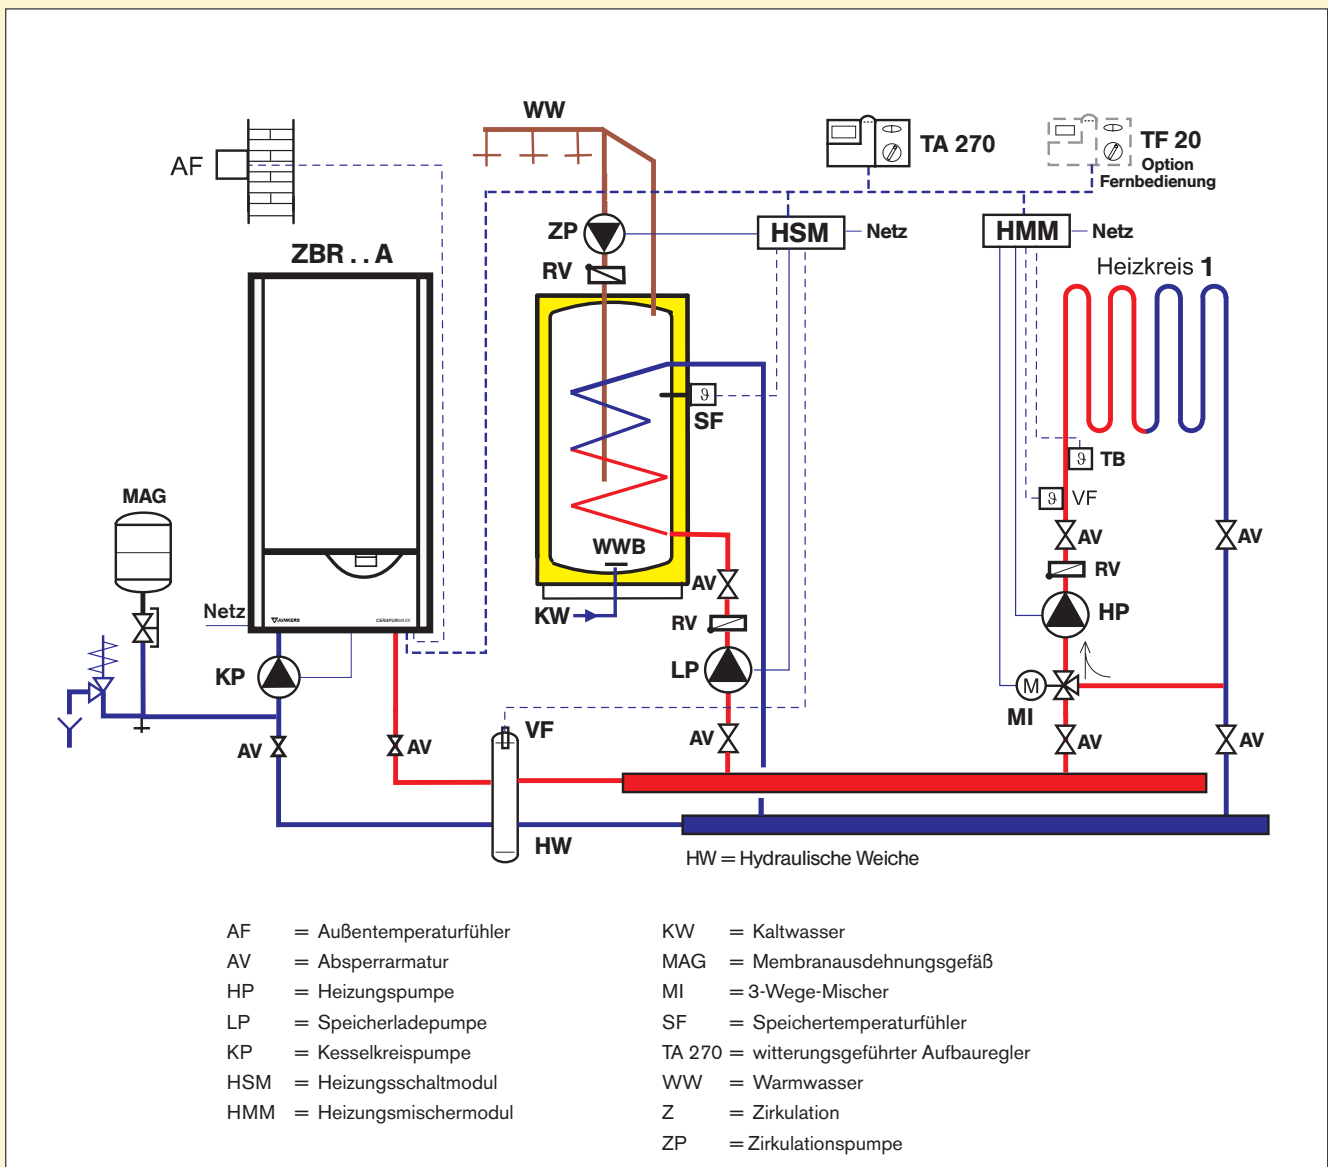 WW
AF
TA 270
TF 20
Option
Fernbedienung
ZP
HSM
Netz
HMM
Netz
ZBR . . A
RV
Heizkreis 1
ϑ
SF
ϑ
TB
MAG
ϑ
VF
AV
AV
WWB
AV
RV
Netz
JUNKERS
CERAPURMAXX
KW
RV
HP
KP
LP
M
MI
VF
AV
AV
AV
AV
AV
HW
HW = Hydraulische Weiche
AF = Außentemperaturfühler
AV = Absperrarmatur
HP = Heizungspumpe
LP = Speicherladepumpe
KP = Kesselkreispumpe
HSM = Heizungsschaltmodul
HMM = Heizungsmischermodul
KW = Kaltwasser
MAG = Membranausdehnungsgefäß
MI = 3-Wege-Mischer
SF = Speichertemperaturfühler
TA 270 = witterungsgeführter Aufbauregler
WW = Warmwasser
Z = Zirkulation
ZP = Zirkulationspumpe